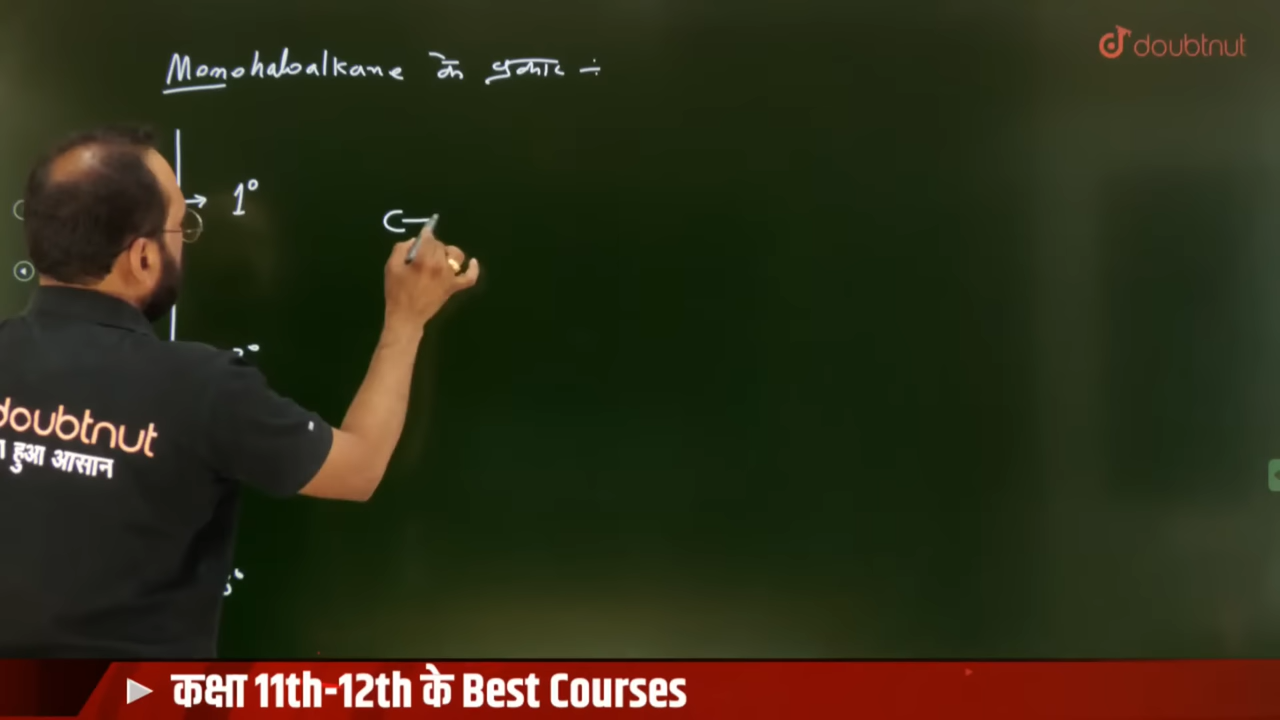 Monohaloalkane के प्रकार ÷
doubtnut
1°
C—
doubtnut
हुआ आसान
कक्षा 11th-12th के Best Courses